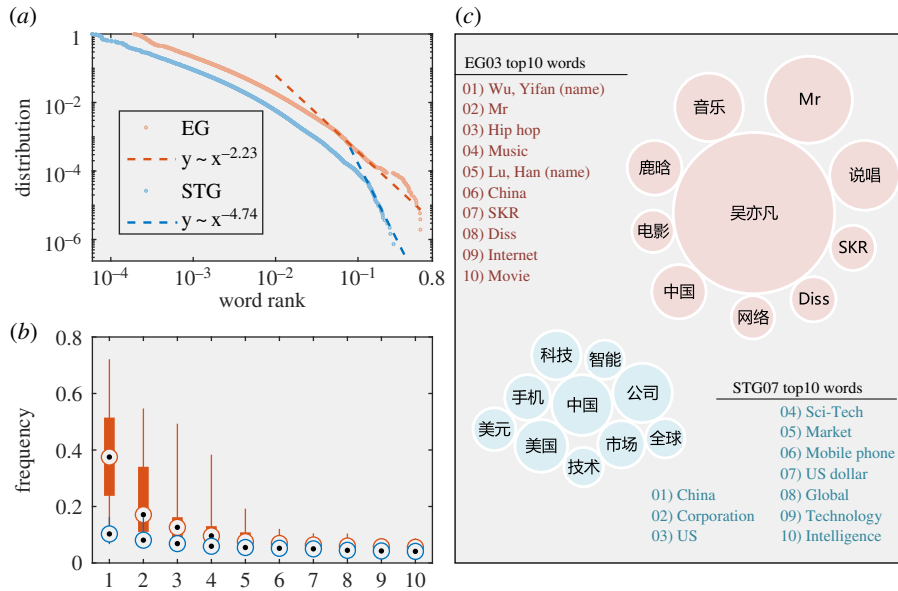 (a)
1
10−2
10−4
10−6
distribution
EG
y ~ x−2.23
STG
y ~ x−4.74
10−4
10−3
10−2
10−1
0.8
word rank
(b)
0.8
0.6
0.4
0.2
0
frequency
1 2 3 4 5 6 7 8 9 10
(c)
EG03 top10 words
01) Wu, Yifan (name)
02) Mr
03) Hip hop
04) Music
05) Lu, Han (name)
06) China
07) SKR
08) Diss
09) Internet
10) Movie
音乐
Mr
鹿晗
说唱
吴亦凡
电影
SKR
中国
Diss
网络
科技
智能
手机
中国
公司
美元
美国
市场
全球
技术
STG07 top10 words
01) China
02) Corporation
03) US
04) Sci-Tech
05) Market
06) Mobile phone
07) US dollar
08) Global
09) Technology
10) Intelligence